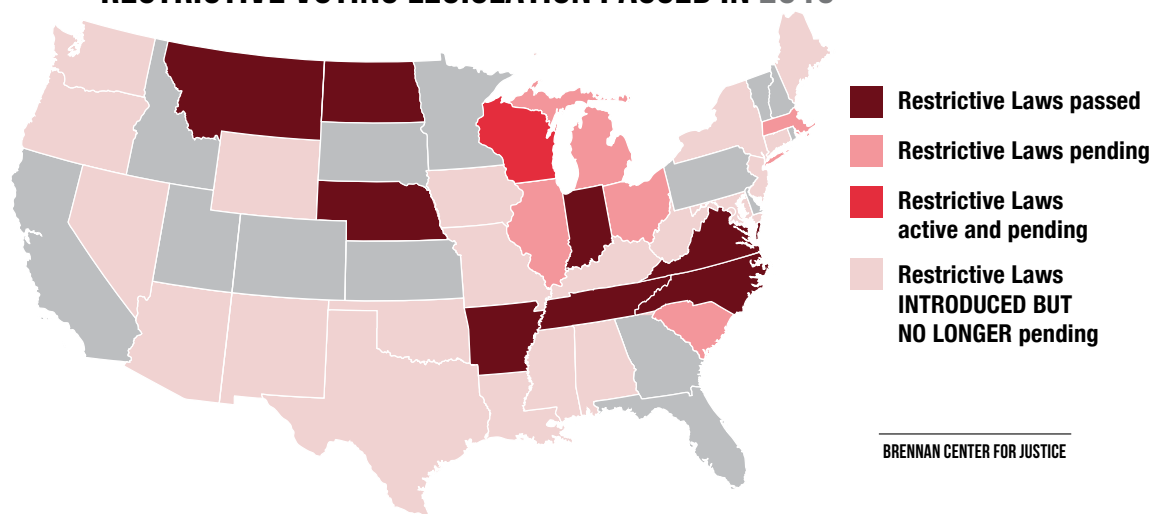 RESTRICTIVE VOTING LEGISLATION PASSED IN
Restrictive Laws passed
Restrictive Laws pending
Restrictive Laws
active and pending
Restrictive Laws
INTRODUCED BUT
NO LONGER pending
BRENNAN CENTER FOR JUSTICE